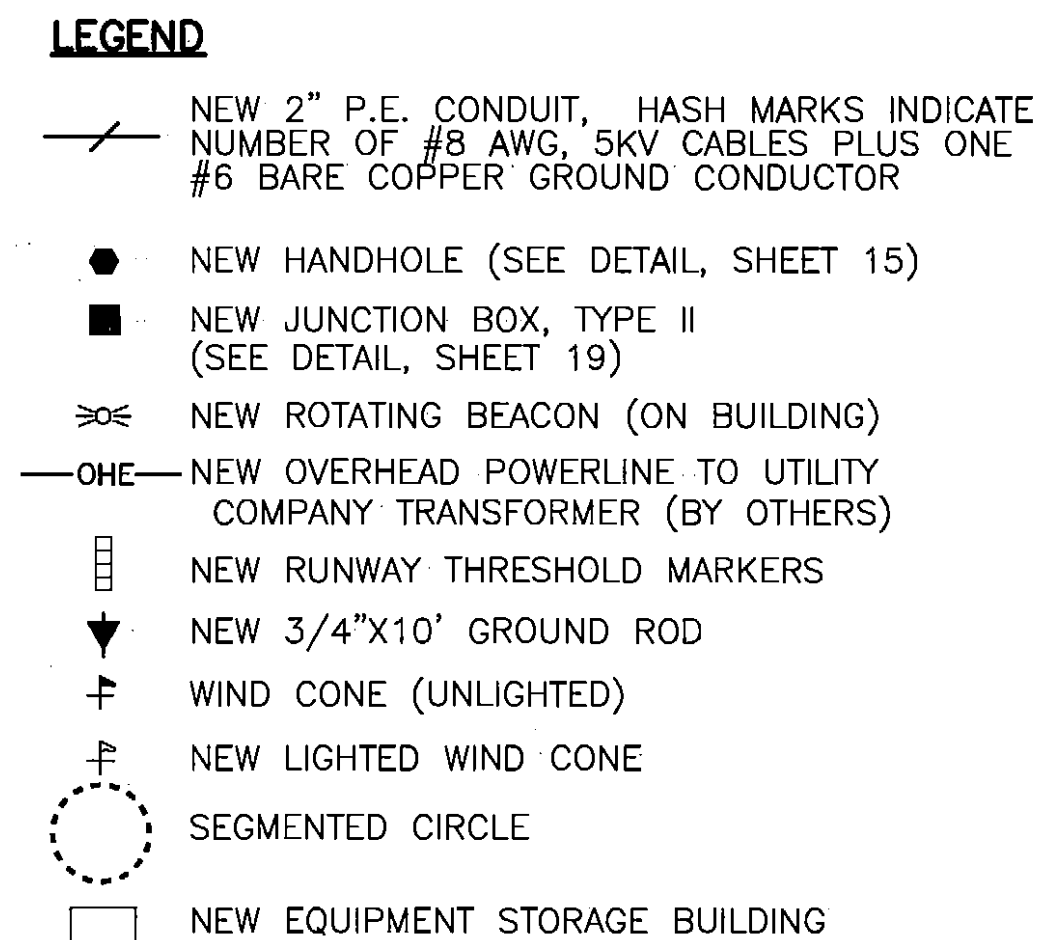 LEGEND
NEW 2" P.E. CONDUIT, HASH MARKS INDICATE
NUMBER OF #8 AWG, 5KV CABLES PLUS ONE
#6 BARE COPPER GROUND CONDUCTOR
NEW HANDHOLE (SEE DETAIL, SHEET 15)
NEW JUNCTION BOX, TYPE II
(SEE DETAIL, SHEET 19)
NEW ROTATING BEACON (ON BUILDING)
OHE NEW OVERHEAD POWERLINE TO UTILITY
COMPANY TRANSFORMER (BY OTHERS)
NEW RUNWAY THRESHOLD MARKERS
NEW 3/4"X10' GROUND ROD
WIND CONE (UNLIGHTED)
NEW LIGHTED WIND CONE
SEGMENTED CIRCLE
NEW EQUIPMENT STORAGE BUILDING